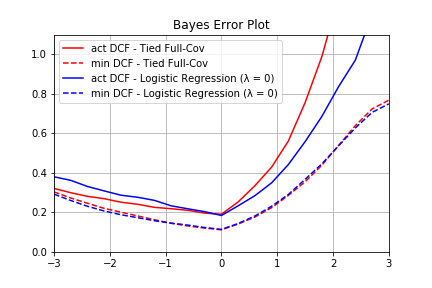 Bayes Error Plot
act DCF - Tied Full-Cov
min DCF - Tied Full-Cov
act DCF - Logistic Regression (λ = 0)
min DCF - Logistic Regression (λ = 0)
1.0
0.8
0.6
0.4
0.2
0.0
−3 −2 −1 0 1 2 3